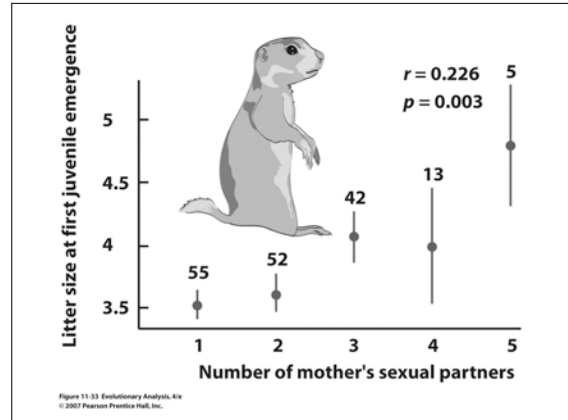 r = 0.226
p = 0.003
5
Litter size at first juvenile emergence
5
4.5
4
3.5
55
52
42
13
1 2 3 4 5
Number of mother's sexual partners
Figure 11-33 Evolutionary Analysis, 4/e
© 2007 Pearson Prentice Hall, Inc.